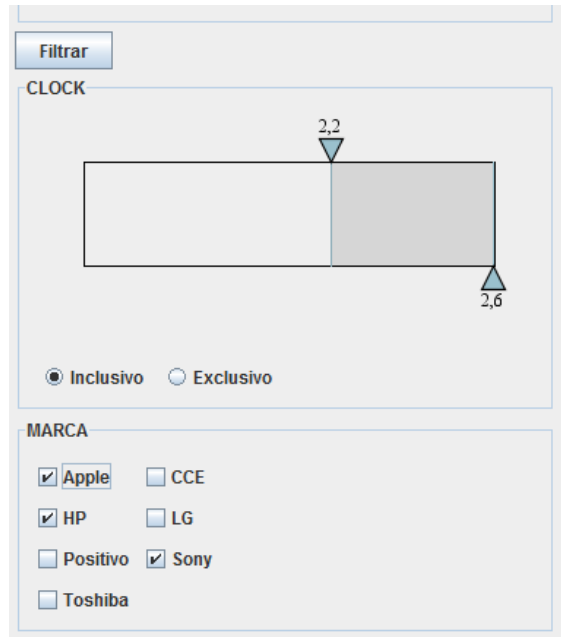 Filtrar
CLOCK
2,2
2,6
Inclusivo Exclusivo
MARCA
Apple CCE
HP LG
Positivo Sony
Toshiba